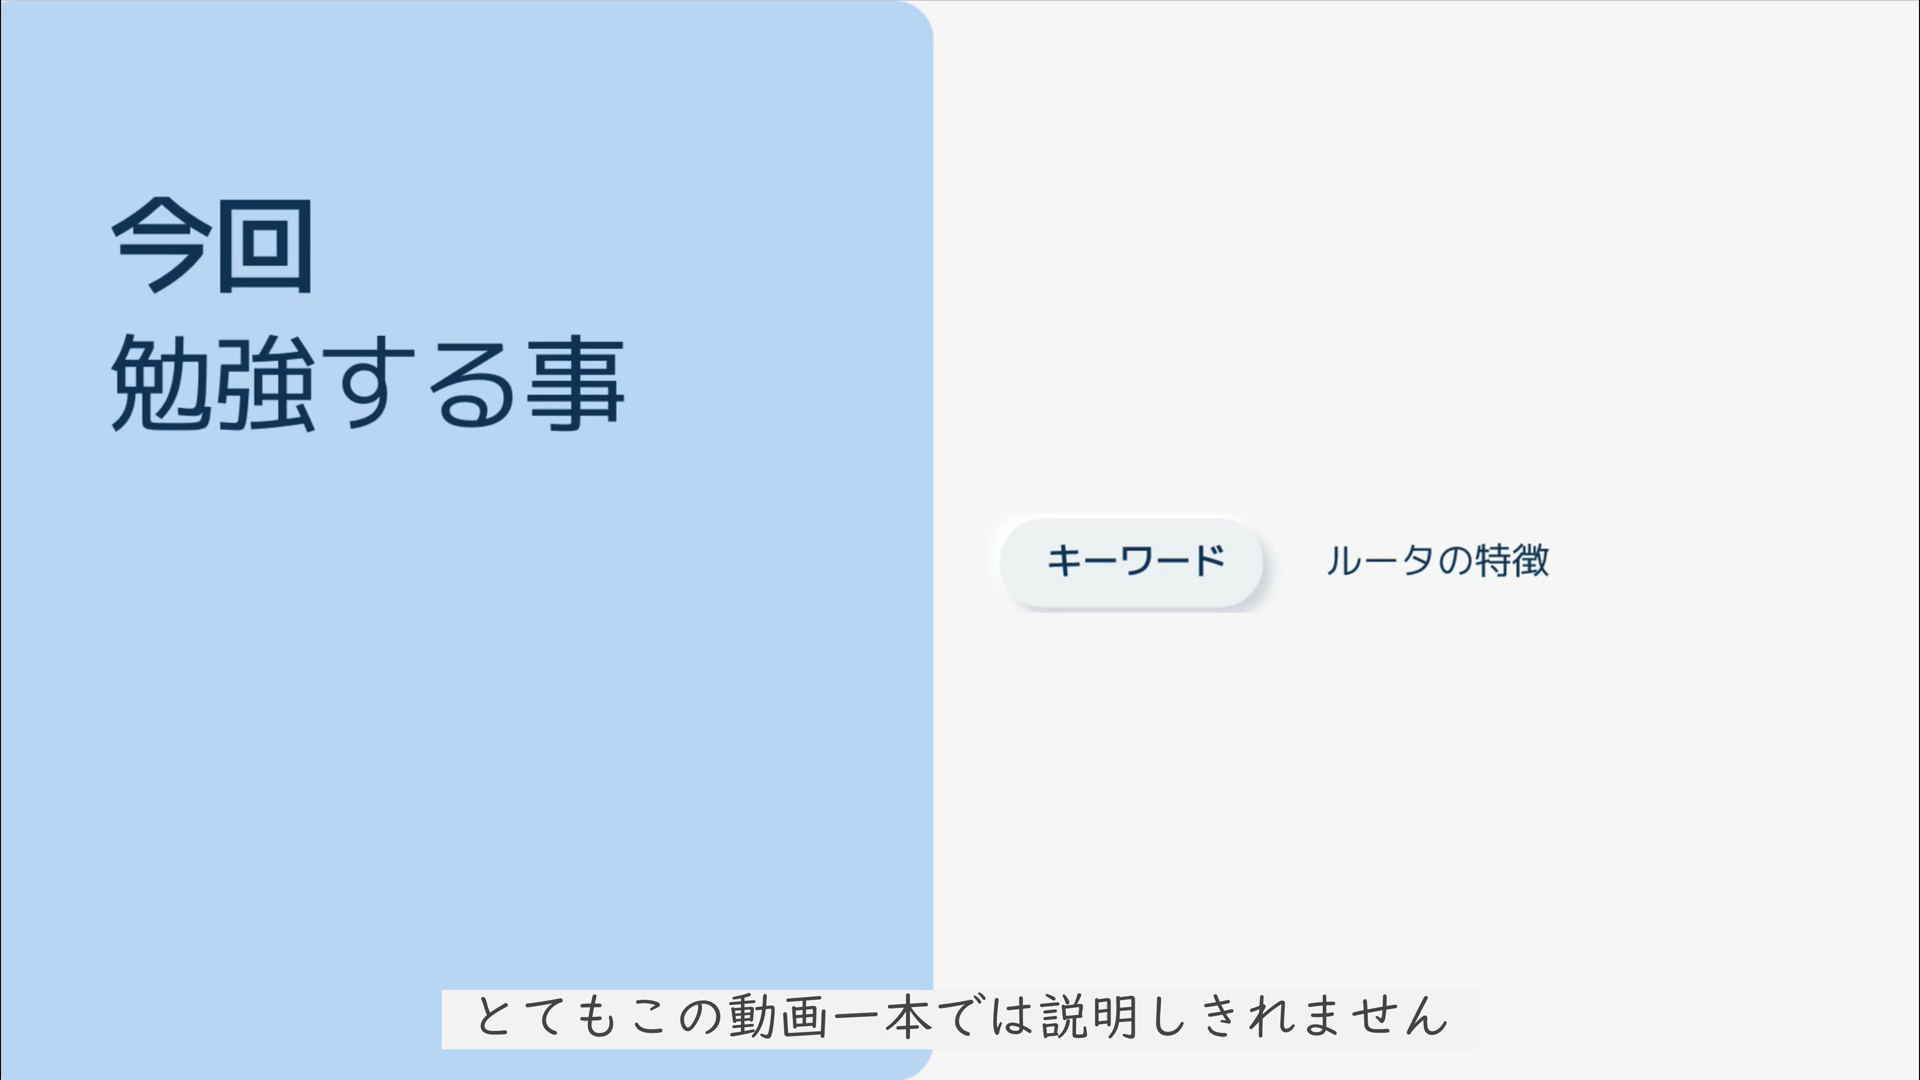 今回
勉強する事
キーワード
ルータの特徴
とてもこの動画一本では説明しきれません